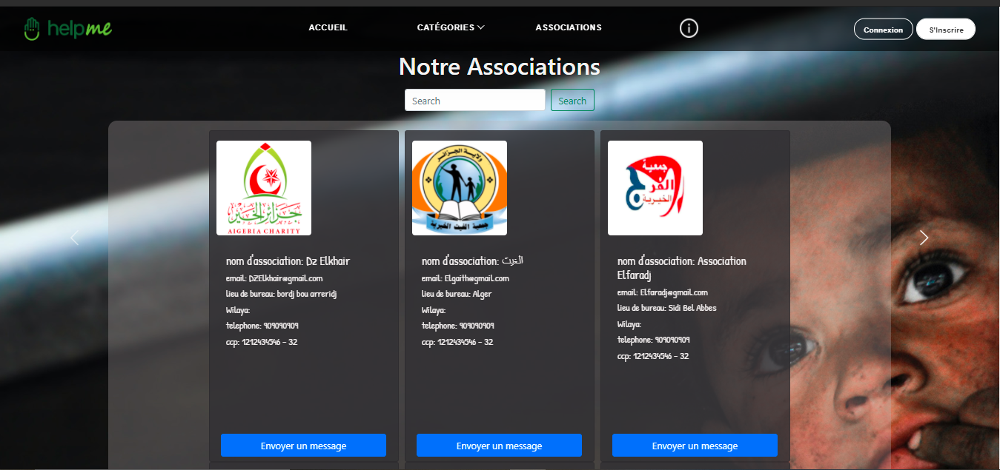 helpme
ACCUEIL
CATÉGORIES
ASSOCIATIONS
i
Connexion
S'Inscrire
Notre Associations
Search
Search
جزائر الخير
AlGERIA CHARITY
nom d'association: Dz Elkhair
email: DZElkhair@gmail.com
lieu de bureau: bordj bou arreridj
Wilaya:
telephone: 909090909
ccp: 1212434546 - 32
Envoyer un message
ولاية الجزائر
جمعية الغيث الخيرية
nom d'association: الغيت
email: Elgaith@gmail.com
lieu de bureau: Alger
Wilaya:
telephone: 909090909
ccp: 1212434546 - 32
Envoyer un message
جمعية
الفرج
الخيرية
nom d'association: Association
Elfaradj
email: Elfaradj@gmail.com
lieu de bureau: Sidi Bel Abbes
Wilaya:
telephone: 909090909
ccp: 1212434546 - 32
Envoyer un message